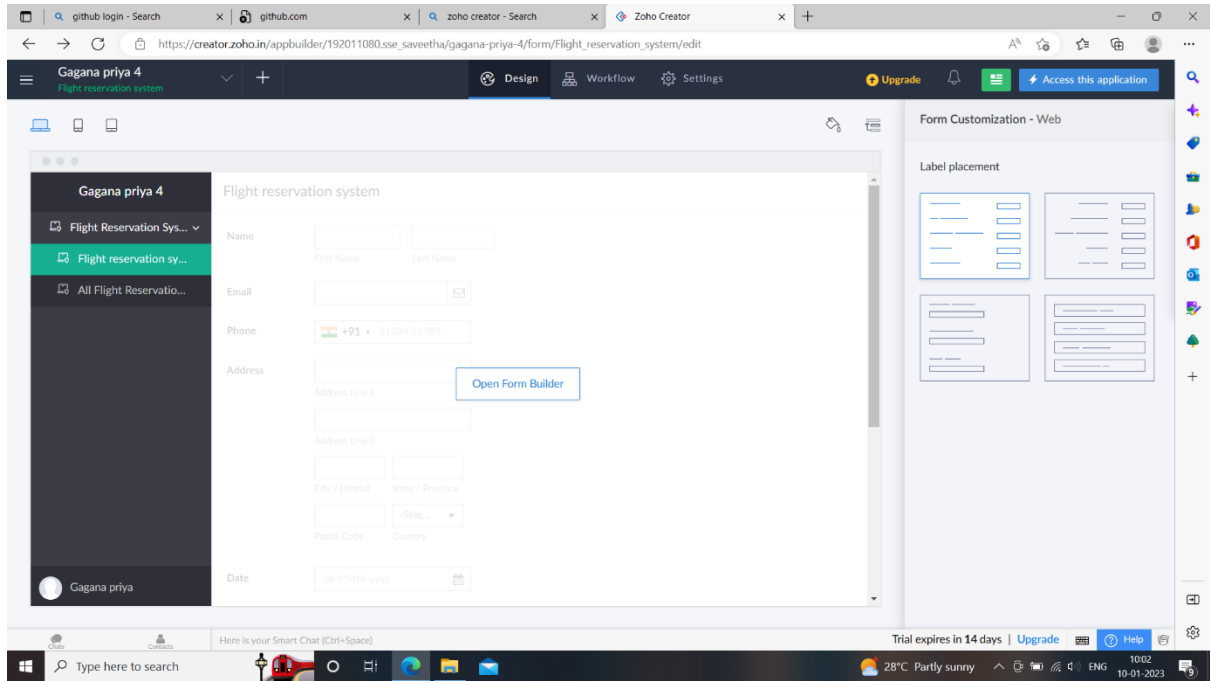 github login - Search
github.com
zoho creator - Search
Zoho Creator
https://creator.zoho.in/appbuilder/192011080.sse_saveetha/gagana-priya-4/form/Flight_reservation_system/edit
Gagana priya 4
Flight reservation system
Design
Workflow
Settings
Upgrade
Access this application
Form Customization - Web
Label placement
Gagana priya 4
Flight Reservation Sys...
Flight reservation sy...
All Flight Reservatio...
Gagana priya
Flight reservation system
Name
First Name Last Name
Email
Phone
+91 81234 56789
Address
Address Line 1
Open Form Builder
Address Line 2
City / District State / Province
-Sele...
Postal Code Country
Date
dd-MMM-yyyy
Chats
Contacts
Here is your Smart Chat (Ctrl+Space)
Trial expires in 14 days | Upgrade
Help
Type here to search
28°C Partly sunny
ENG
10:02
10-01-2023